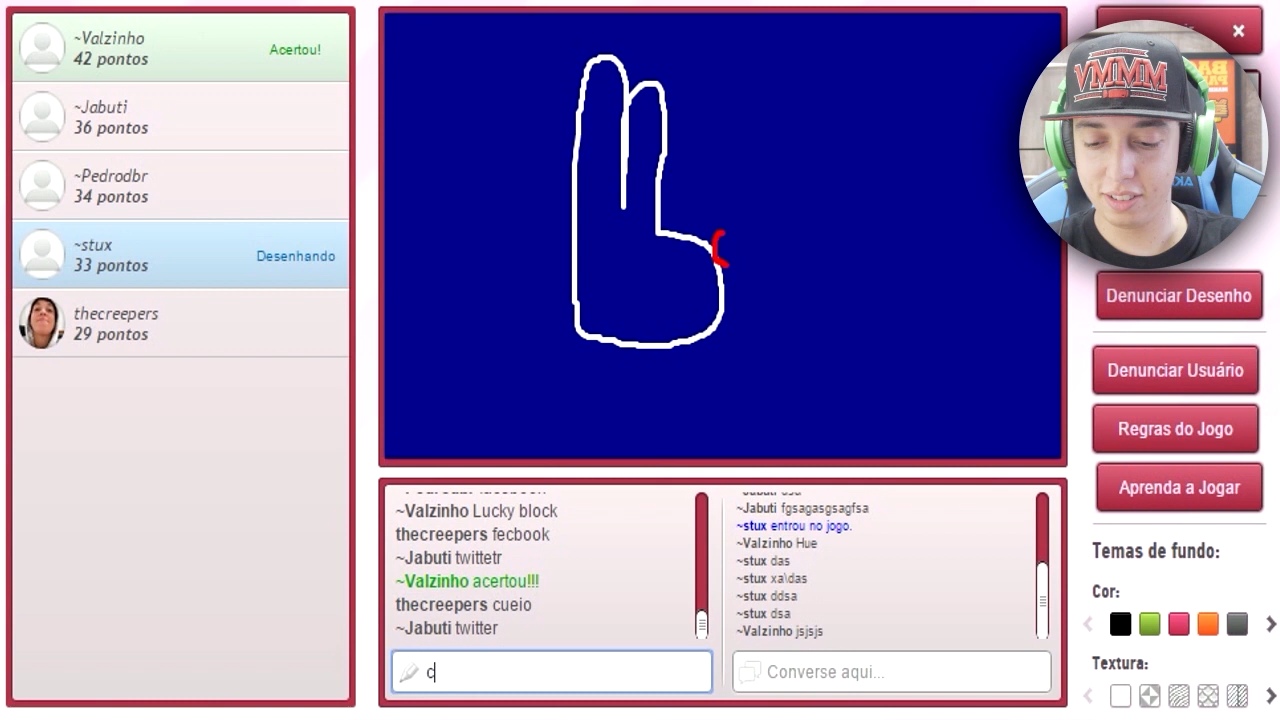 ~Valzinho
42 pontos
Acertou!
~Jabuti
36 pontos
~Pedrodbr
34 pontos
~stux
33 pontos
Desenhando
thecreepers
29 pontos
~Valzinho Lucky block
thecreepers fecbook
~Jabuti twittetr
~Valzinho acertou!!!
thecreepers cueio
~Jabuti twitter
c
~Jabuti fgsagasgsagfsa
~stux entrou no jogo.
~Valzinho Hue
~stux das
~stux xa\das
~stux ddsa
~stux dsa
~Valzinho jsjsjs
Converse aqui...
VMMM
Denunciar Desenho
Denunciar Usuário
Regras do Jogo
Aprenda a Jogar
Temas de fundo:
Cor:
Textura: